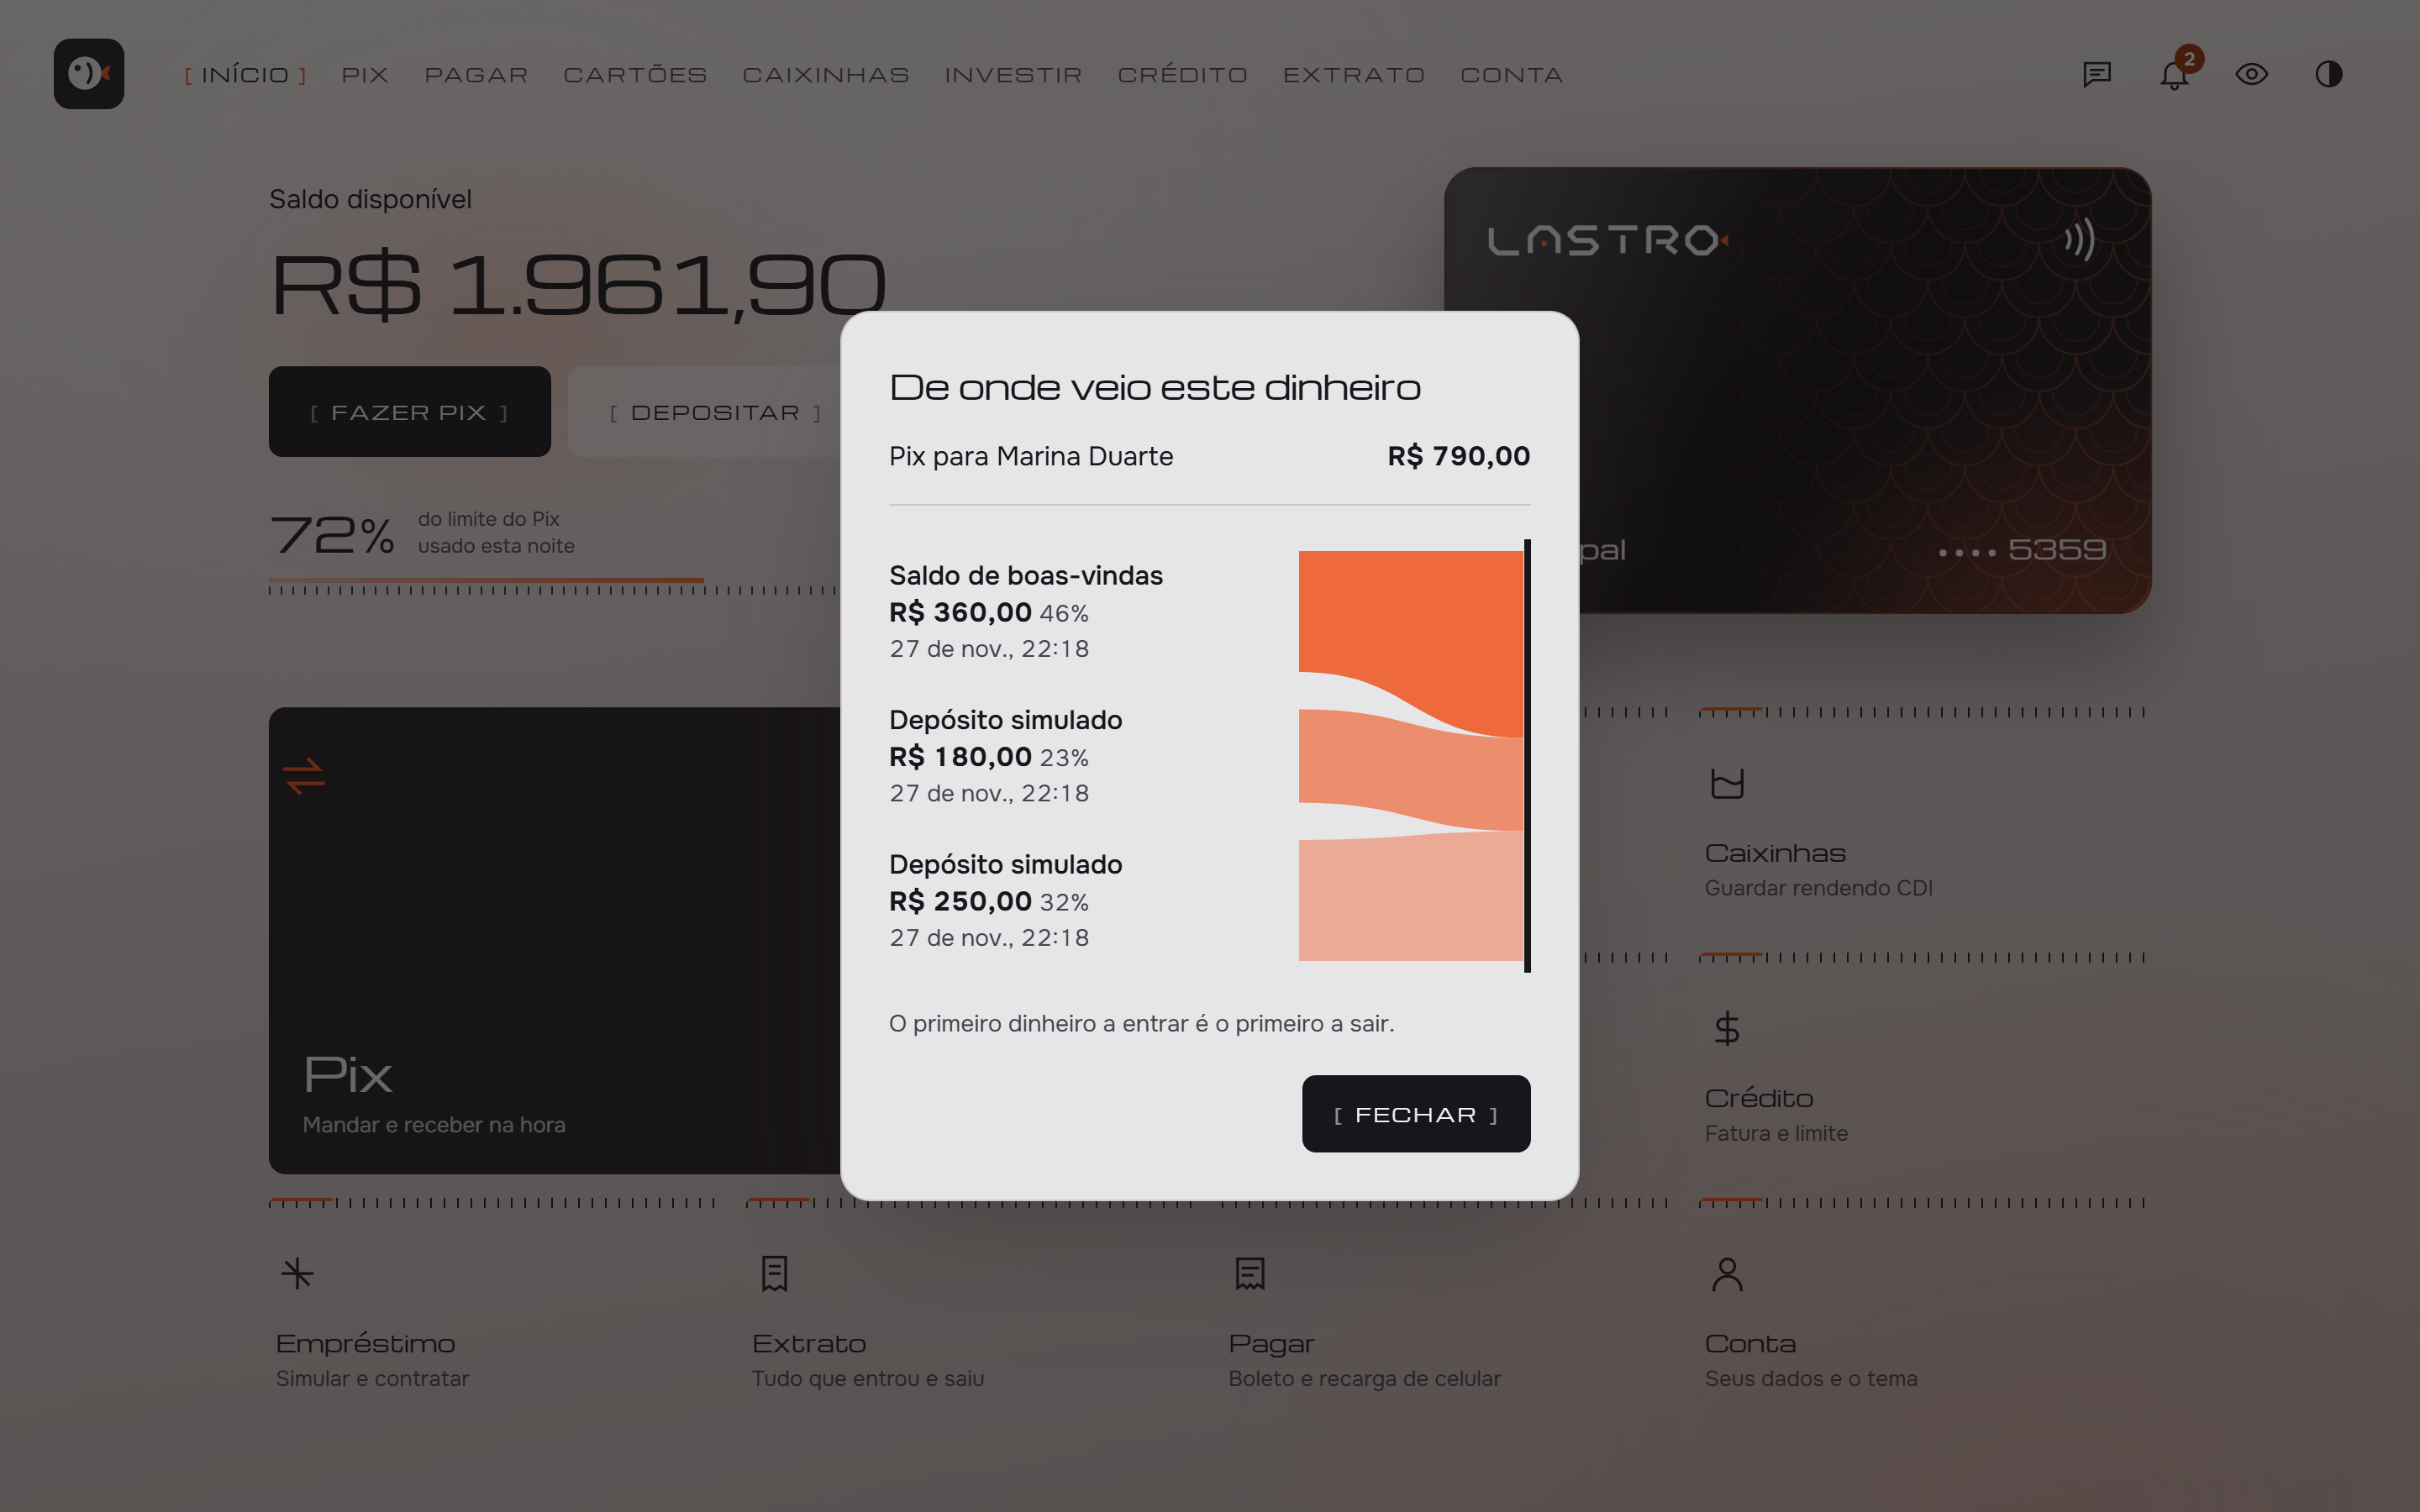 [ INÍCIO ] PIX PAGAR CARTÕES CAIXINHAS INVESTIR CRÉDITO EXTRATO CONTA
2
Saldo disponível
R$ 1.961,90
[ FAZER PIX ]
[ DEPOSITAR ]
72%
do limite do Pix
usado esta noite
LASTRO
•••• 5359
De onde veio este dinheiro
Pix para Marina Duarte R$ 790,00
Saldo de boas-vindas
R$ 360,00 46%
27 de nov., 22:18
Depósito simulado
R$ 180,00 23%
27 de nov., 22:18
Depósito simulado
R$ 250,00 32%
27 de nov., 22:18
O primeiro dinheiro a entrar é o primeiro a sair.
[ FECHAR ]
Pix
Mandar e receber na hora
Caixinhas
Guardar rendendo CDI
Crédito
Fatura e limite
Empréstimo
Simular e contratar
Extrato
Tudo que entrou e saiu
Pagar
Boleto e recarga de celular
Conta
Seus dados e o tema